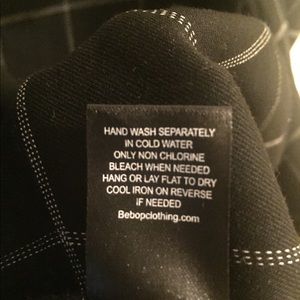 HAND WASH SEPARATELY
IN COLD WATER
ONLY NON CHLORINE
BLEACH WHEN NEEDED
HANG OR LAY FLAT TO DRY
COOL IRON ON REVERSE
IF NEEDED
Bebopclothing.com